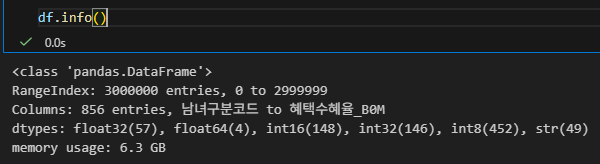 df.info()
0.0s
<class 'pandas.DataFrame'>
RangeIndex: 3000000 entries, 0 to 2999999
Columns: 856 entries, 남녀구분코드 to 혜택수혜율_B0M
dtypes: float32(57), float64(4), int16(148), int32(146), int8(452), str(49)
memory usage: 6.3 GB